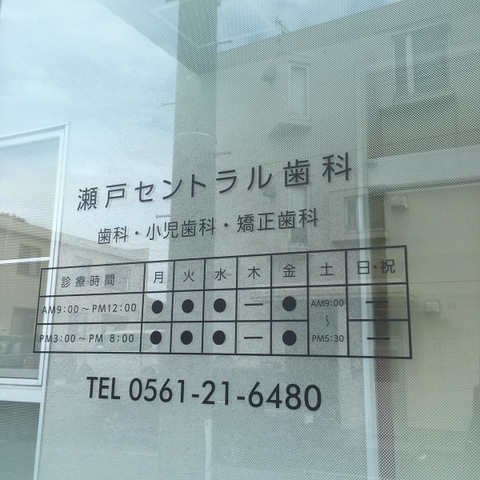 瀬戸セントラル歯科
歯科・小児歯科・矯正歯科
診療時間 月 火 水 木 金 土 日・祝
AM9:00～PM12:00 ● ● ● — ● AM9:00 —
～
PM3:00～PM 8:00 ● ● ● — ● PM5:30 —
TEL 0561-21-6480